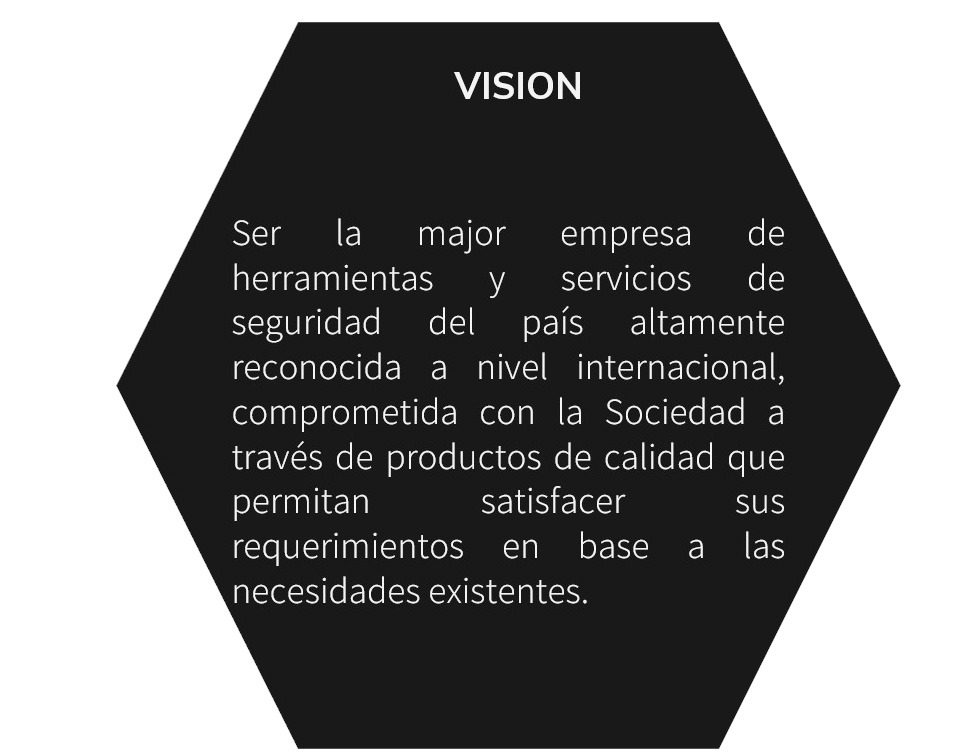 VISION
Ser la major empresa de
herramientas y servicios de
seguridad del país altamente
reconocida a nivel internacional,
comprometida con la Sociedad a
través de productos de calidad que
permitan satisfacer sus
requerimientos en base a las
necesidades existentes.